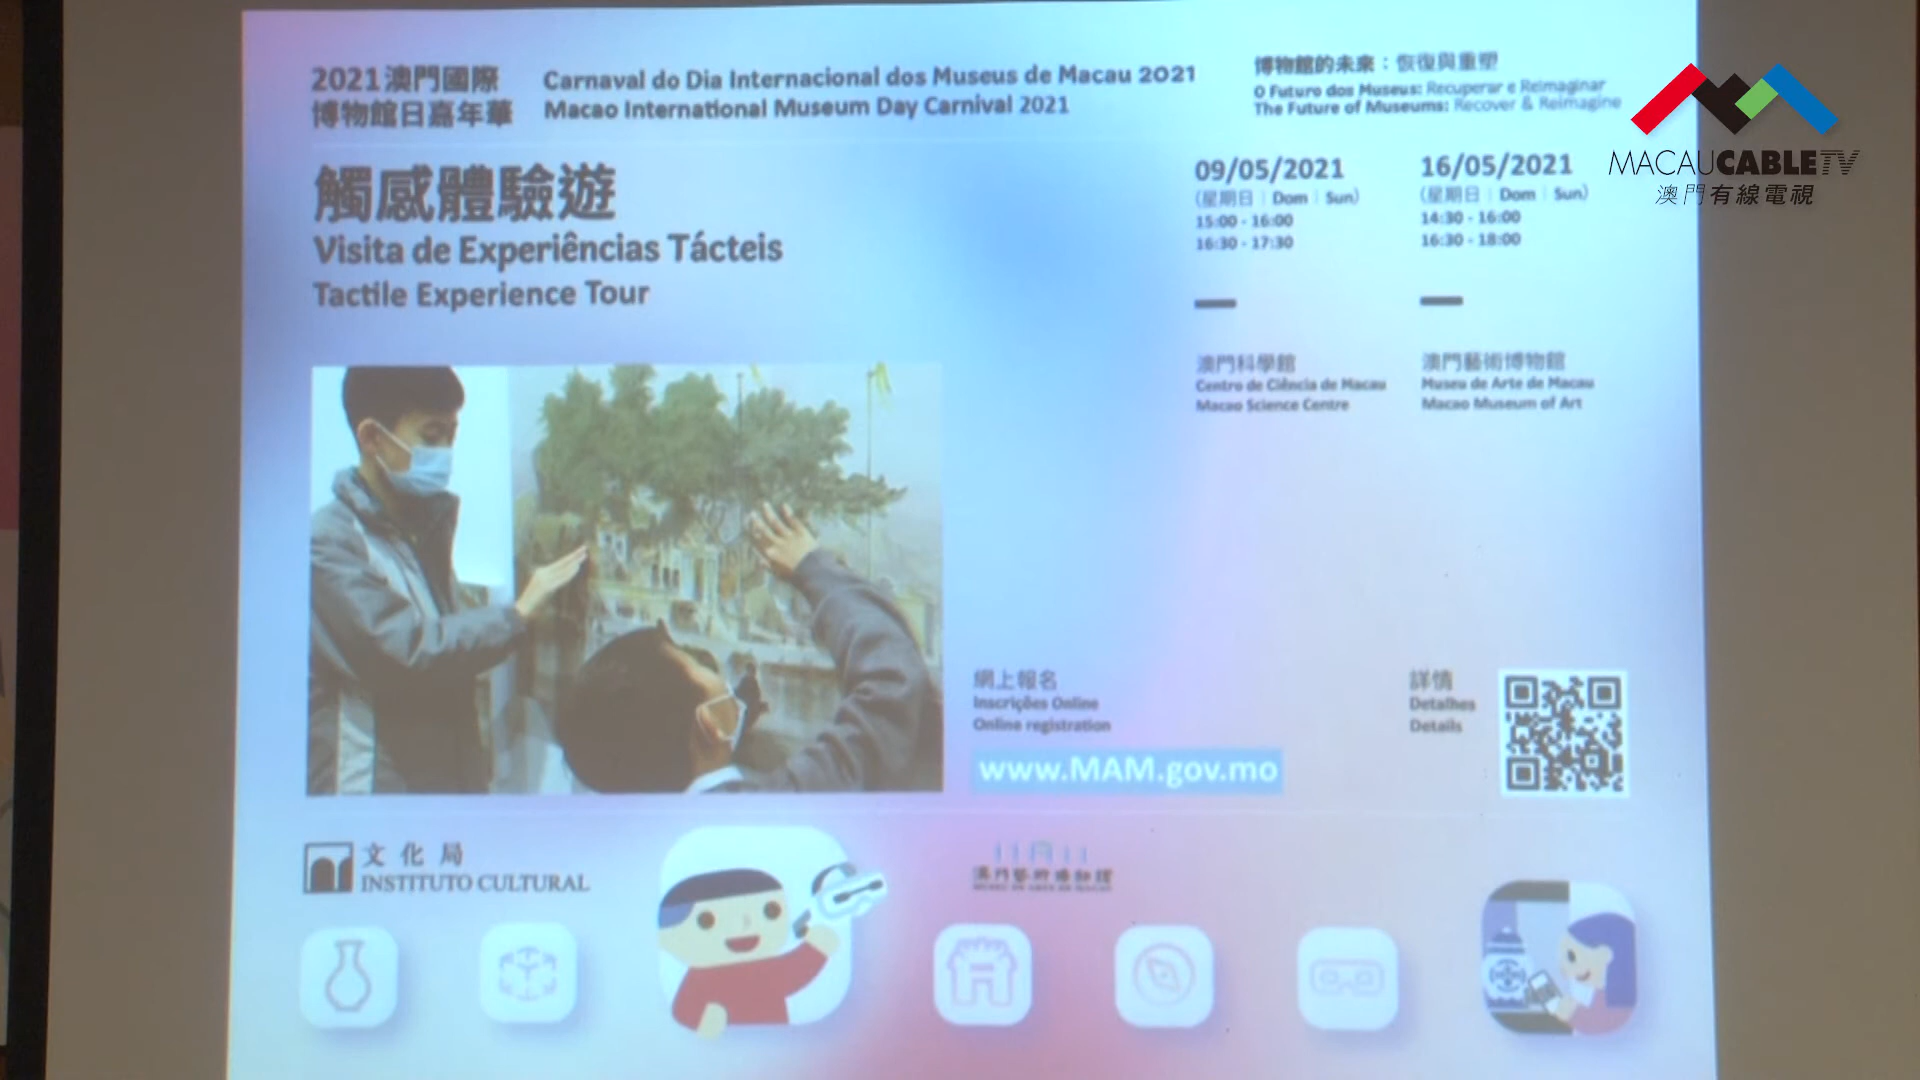 2021澳門國際
博物館日嘉年華
Carnaval do Dia Internacional dos Museus de Macau 2021
Macao International Museum Day Carnival 2021
博物館的未來：恢復與重塑
O Futuro dos Museus: Recuperar e Reimaginar
The Future of Museums: Recover & Reimagine
MACAUCABLETV
澳門有線電視
觸感體驗遊
Visita de Experiências Tácteis
Tactile Experience Tour
09/05/2021
(星期日 | Dom | Sun)
15:00 - 16:00
16:30 - 17:30
澳門科學館
Centro de Ciência de Macau
Macao Science Centre
16/05/2021
(星期日 | Dom | Sun)
14:30 - 16:00
16:30 - 18:00
澳門藝術博物館
Museu de Arte de Macau
Macao Museum of Art
網上報名
Inscrições Online
Online registration
www.MAM.gov.mo
詳情
Detalhes
Details
文化局
INSTITUTO CULTURAL
澳門藝術博物館
MUSEU DE ARTE DE MACAU